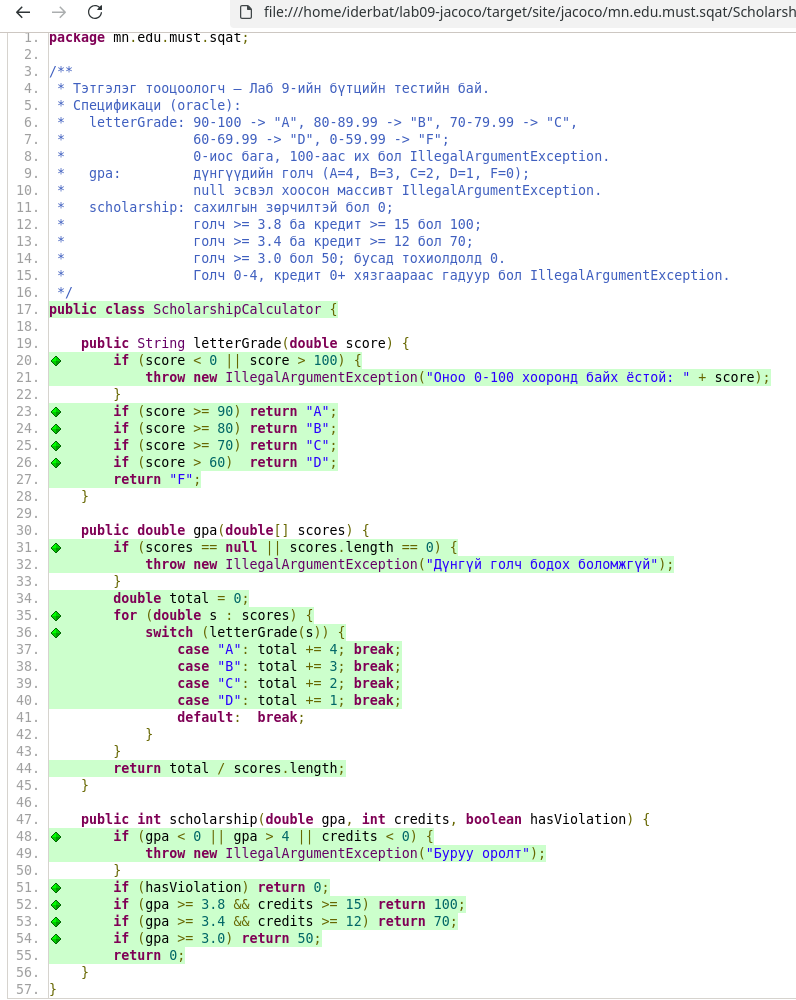 file:///home/iderbat/lab09-jacoco/target/site/jacoco/mn.edu.must.sqat/Scholarsh
1. package mn.edu.must.sqat;
2.
3. /**
4.  * Тэтгэлэг тооцоологч — Лаб 9-ийн бүтцийн тестийн бай.
5.  * Спецификаци (oracle):
6.  *   letterGrade: 90-100 -> "A", 80-89.99 -> "B", 70-79.99 -> "C",
7.  *                60-69.99 -> "D", 0-59.99 -> "F";
8.  *                0-иос бага, 100-аас их бол IllegalArgumentException.
9.  *   gpa:         дүнгүүдийн голч (A=4, B=3, C=2, D=1, F=0);
10.  *                null эсвэл хоосон массивт IllegalArgumentException.
11.  *   scholarship: сахилгын зөрчилтэй бол 0;
12.  *                голч >= 3.8 ба кредит >= 15 бол 100;
13.  *                голч >= 3.4 ба кредит >= 12 бол 70;
14.  *                голч >= 3.0 бол 50; бусад тохиолдолд 0.
15.  *                Голч 0-4, кредит 0+ хязгаараас гадуур бол IllegalArgumentException.
16.  */
17. public class ScholarshipCalculator {
18.
19.     public String letterGrade(double score) {
20.         if (score < 0 || score > 100) {
21.             throw new IllegalArgumentException("Оноо 0-100 хооронд байх ёстой: " + score);
22.         }
23.         if (score >= 90) return "A";
24.         if (score >= 80) return "B";
25.         if (score >= 70) return "C";
26.         if (score > 60)  return "D";
27.         return "F";
28.     }
29.
30.     public double gpa(double[] scores) {
31.         if (scores == null || scores.length == 0) {
32.             throw new IllegalArgumentException("Дүнгүй голч бодох боломжгүй");
33.         }
34.         double total = 0;
35.         for (double s : scores) {
36.             switch (letterGrade(s)) {
37.                 case "A": total += 4; break;
38.                 case "B": total += 3; break;
39.                 case "C": total += 2; break;
40.                 case "D": total += 1; break;
41.                 default:  break;
42.             }
43.         }
44.         return total / scores.length;
45.     }
46.
47.     public int scholarship(double gpa, int credits, boolean hasViolation) {
48.         if (gpa < 0 || gpa > 4 || credits < 0) {
49.             throw new IllegalArgumentException("Буруу оролт");
50.         }
51.         if (hasViolation) return 0;
52.         if (gpa >= 3.8 && credits >= 15) return 100;
53.         if (gpa >= 3.4 && credits >= 12) return 70;
54.         if (gpa >= 3.0) return 50;
55.         return 0;
56.     }
57. }